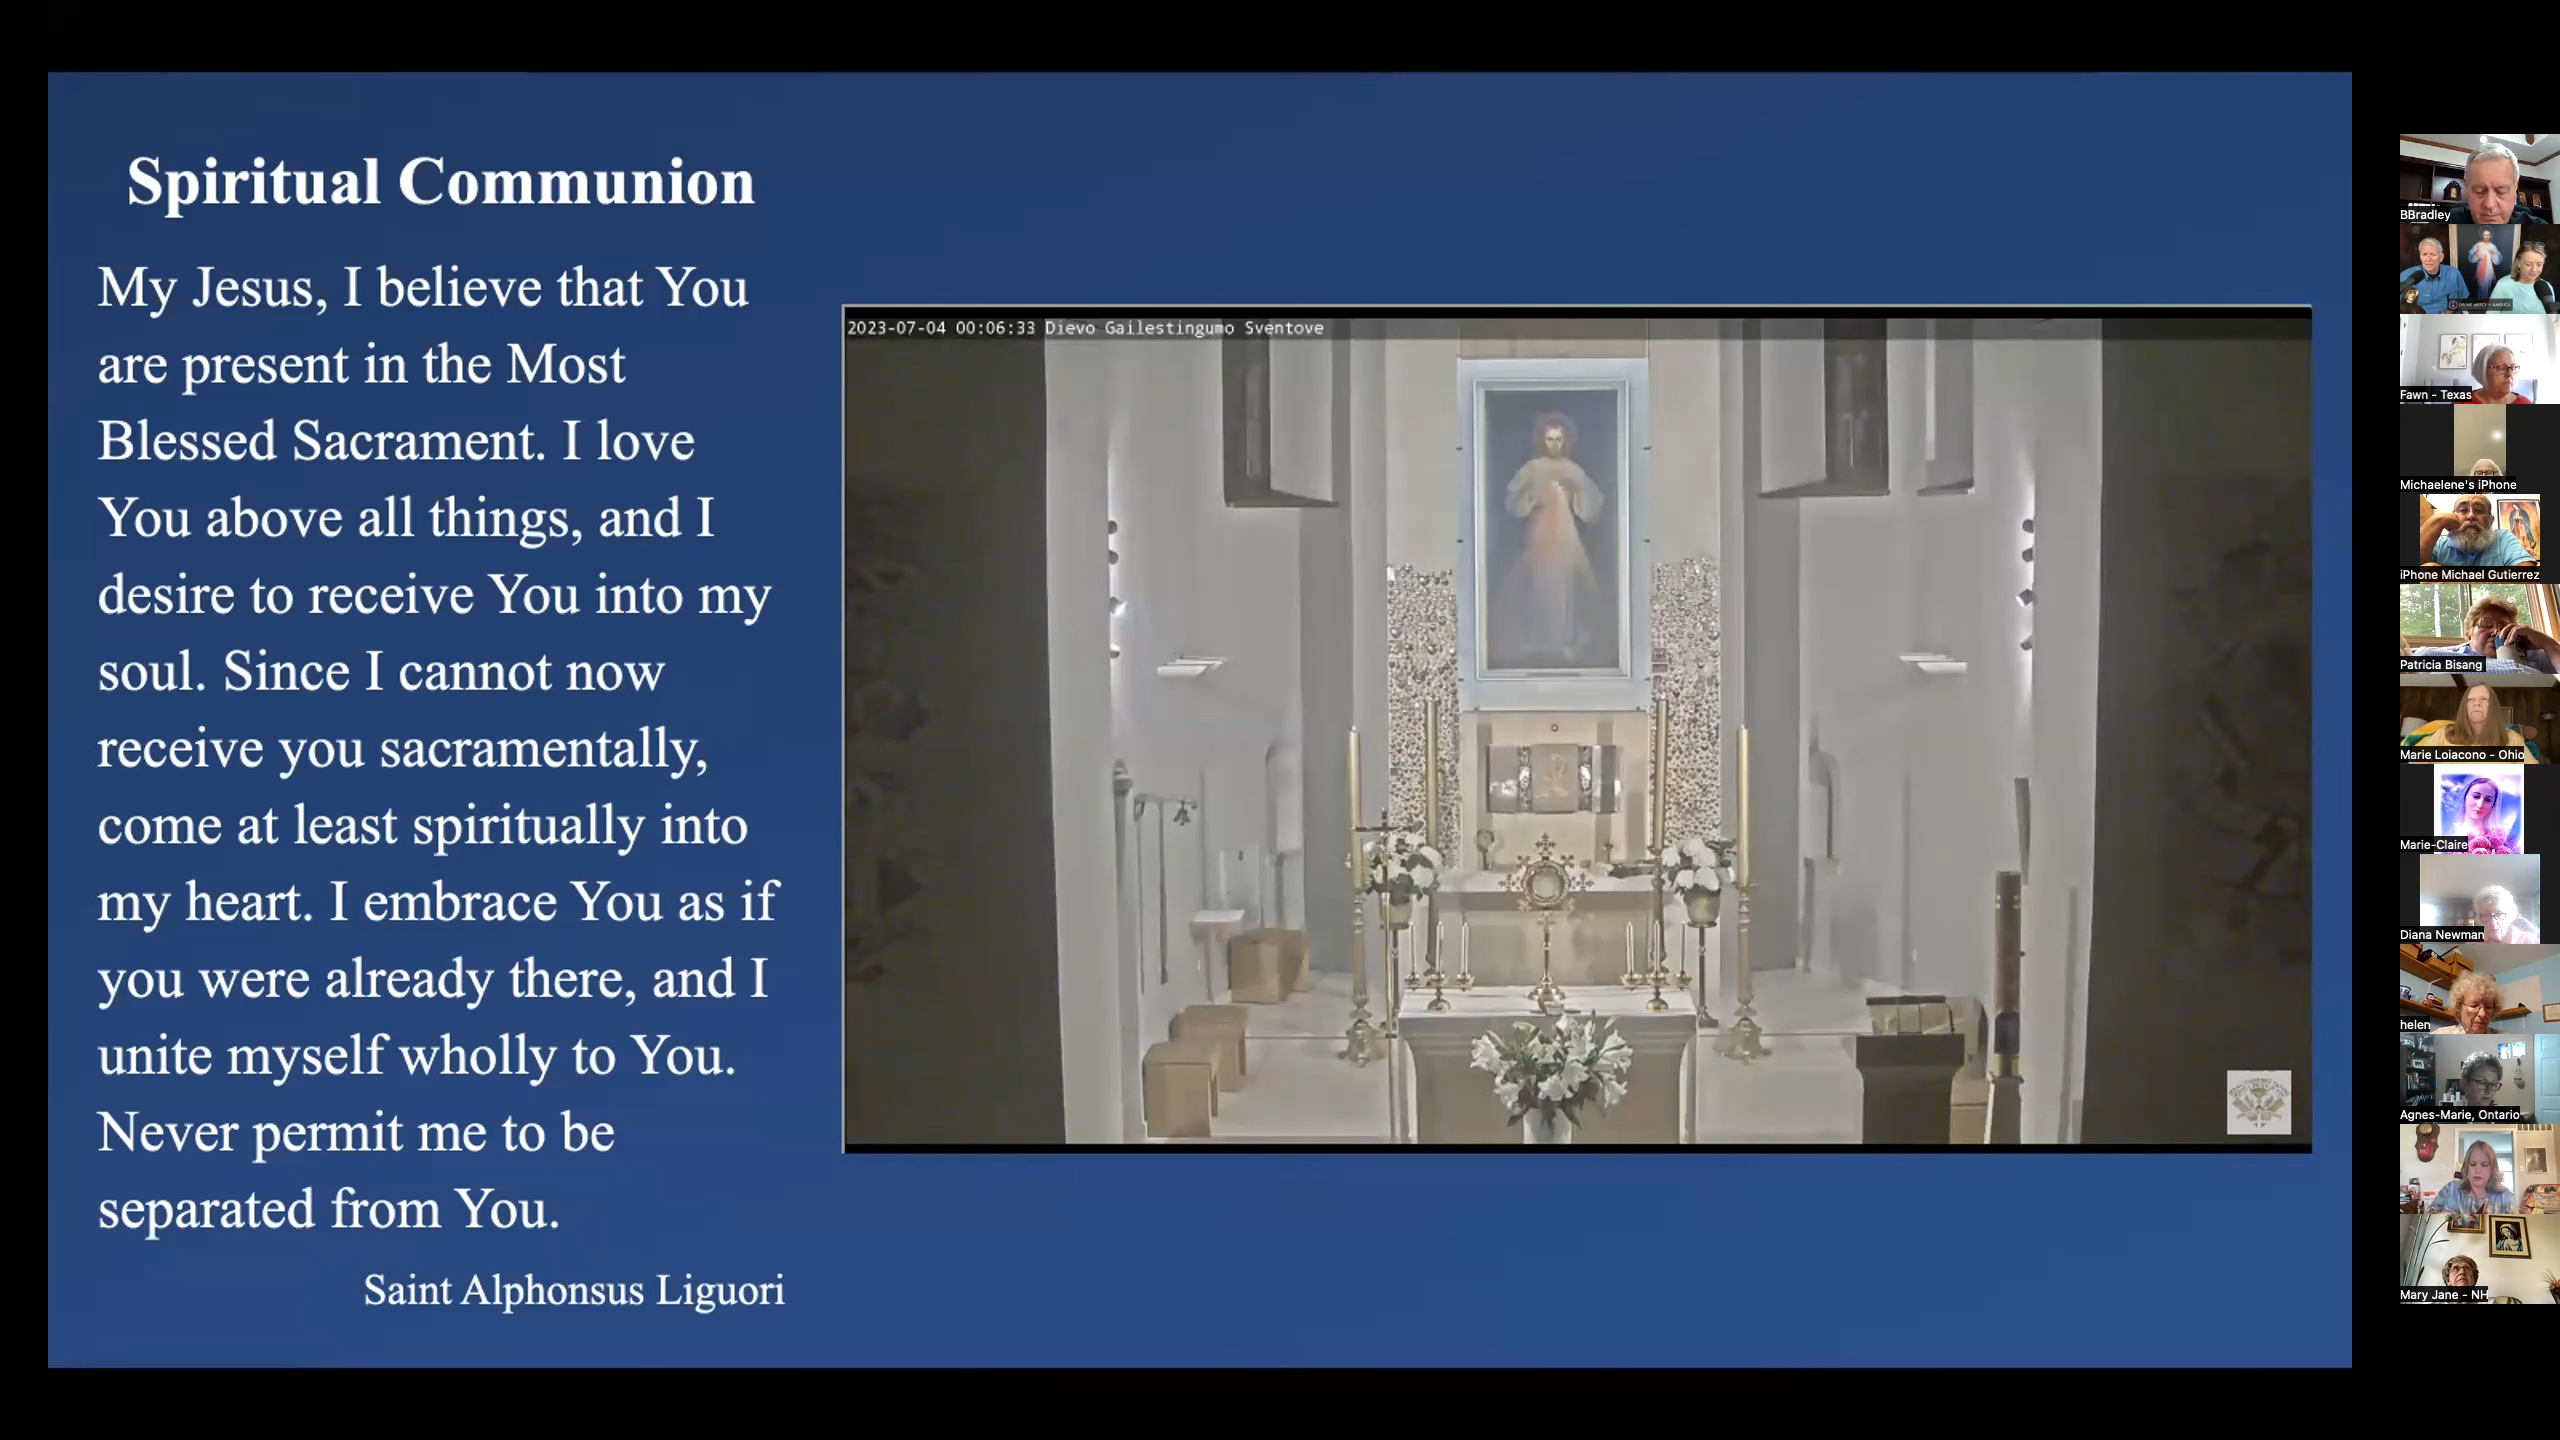 Spiritual Communion
My Jesus, I believe that You
are present in the Most
Blessed Sacrament. I love
You above all things, and I
desire to receive You into my
soul. Since I cannot now
receive you sacramentally,
come at least spiritually into
my heart. I embrace You as if
you were already there, and I
unite myself wholly to You.
Never permit me to be
separated from You.
Saint Alphonsus Liguori
2023-07-04 00:06:33 Dievo Gailestingumo Sventove
BBradley
DIVINE MERCY
AMERICA
Fawn - Texas
Michaelene's iPhone
iPhone Michael Gutierrez
Patricia Bisang
Marie Loiacono - Ohio
Marie-Claire
Diana Newman
helen
Agnes-Marie, Ontario
Mary Jane - NH